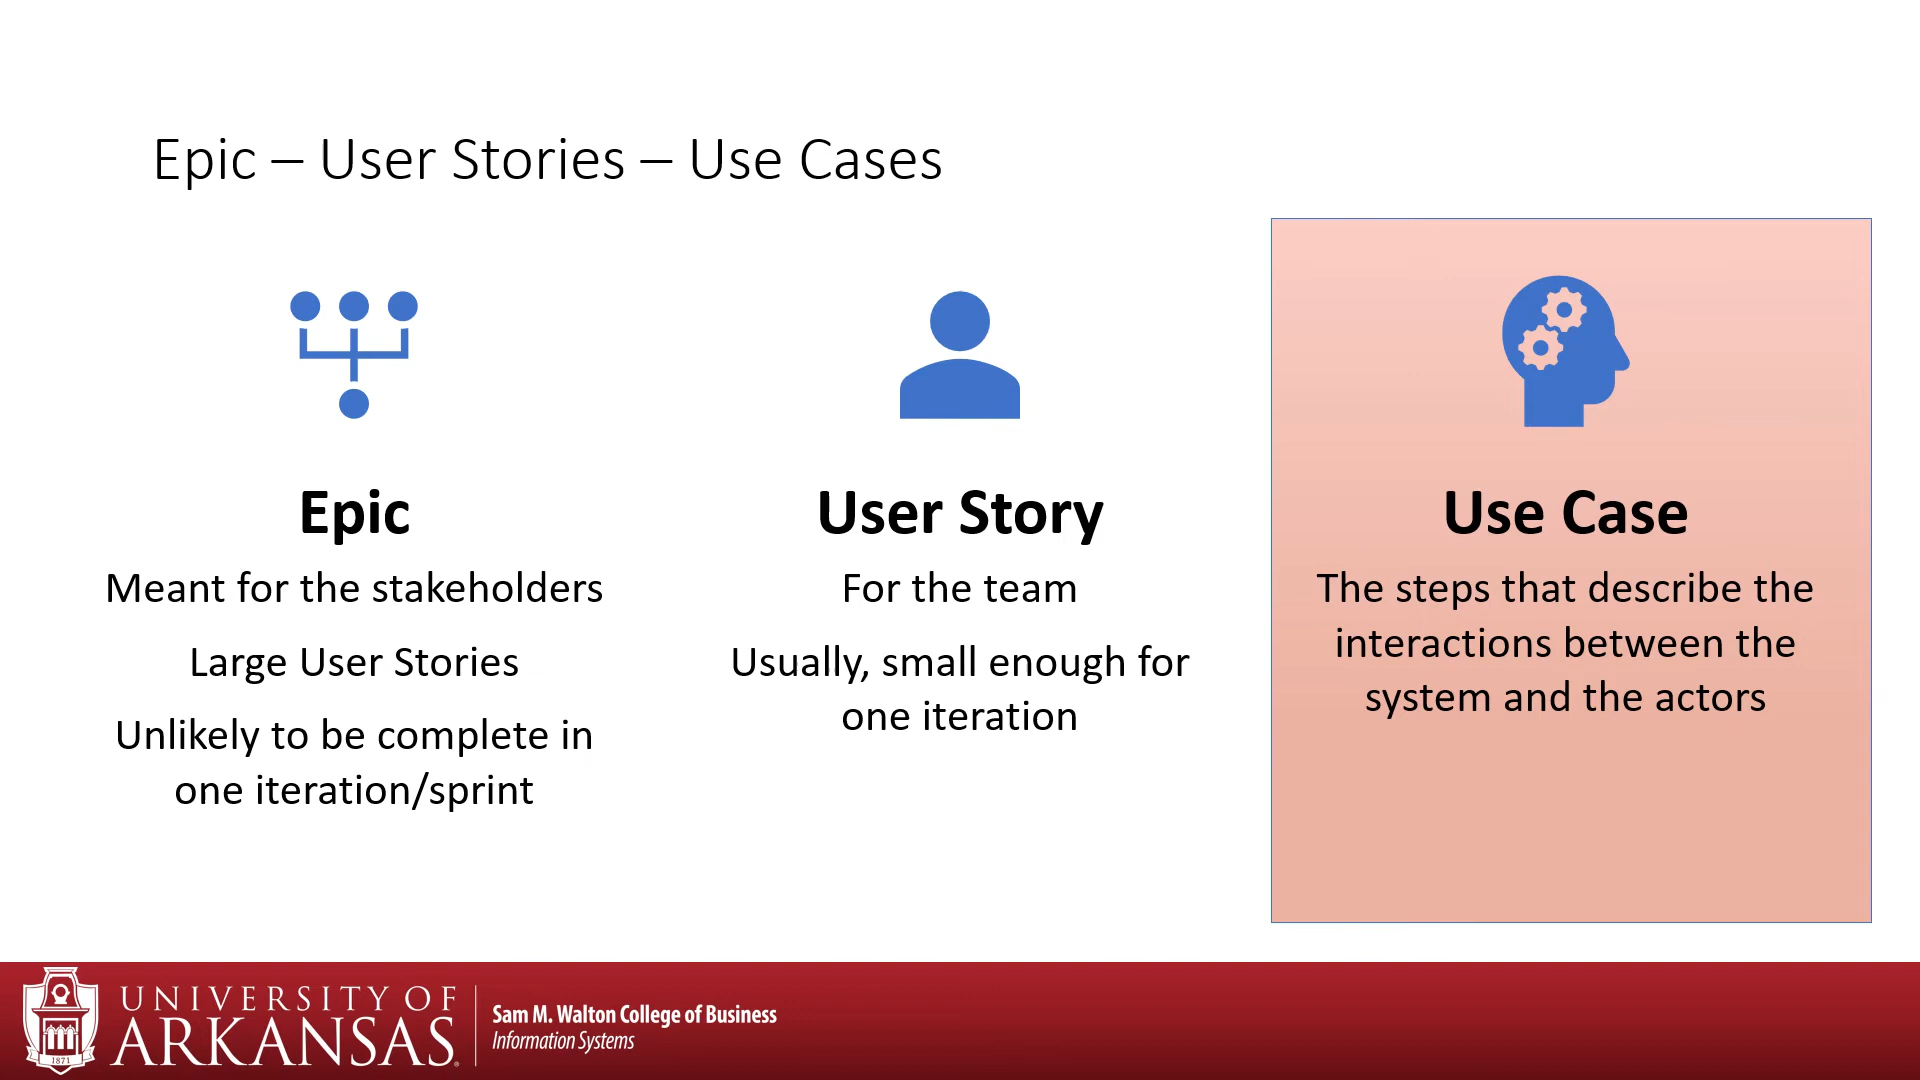 Epic – User Stories – Use Cases
Epic
Meant for the stakeholders
Large User Stories
Unlikely to be complete in
one iteration/sprint
User Story
For the team
Usually, small enough for
one iteration
Use Case
The steps that describe the
interactions between the
system and the actors
1871
UNIVERSITY OF
ARKANSAS
Sam M. Walton College of Business
Information Systems